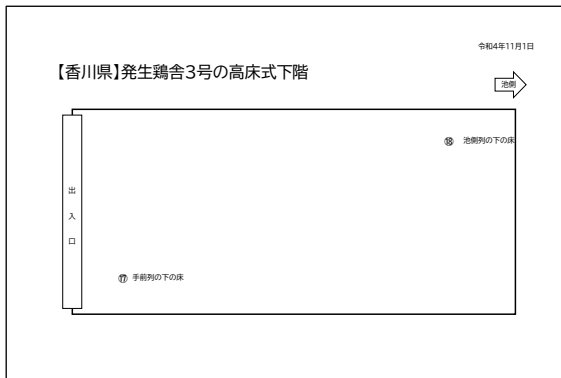 令和4年11月1日
【香川県】発生鶏舎3号の高床式下階
池側
⑱ 池側列の下の床
出入口
⑰ 手前列の下の床